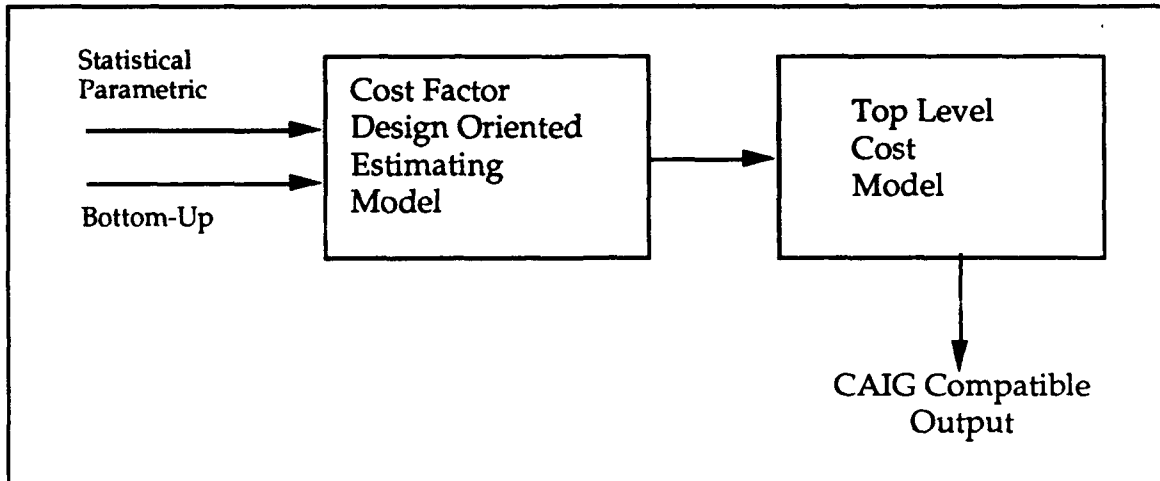 Statistical
Parametric
Bottom-Up
Cost Factor
Design Oriented
Estimating
Model
Top Level
Cost
Model
CAIG Compatible
Output